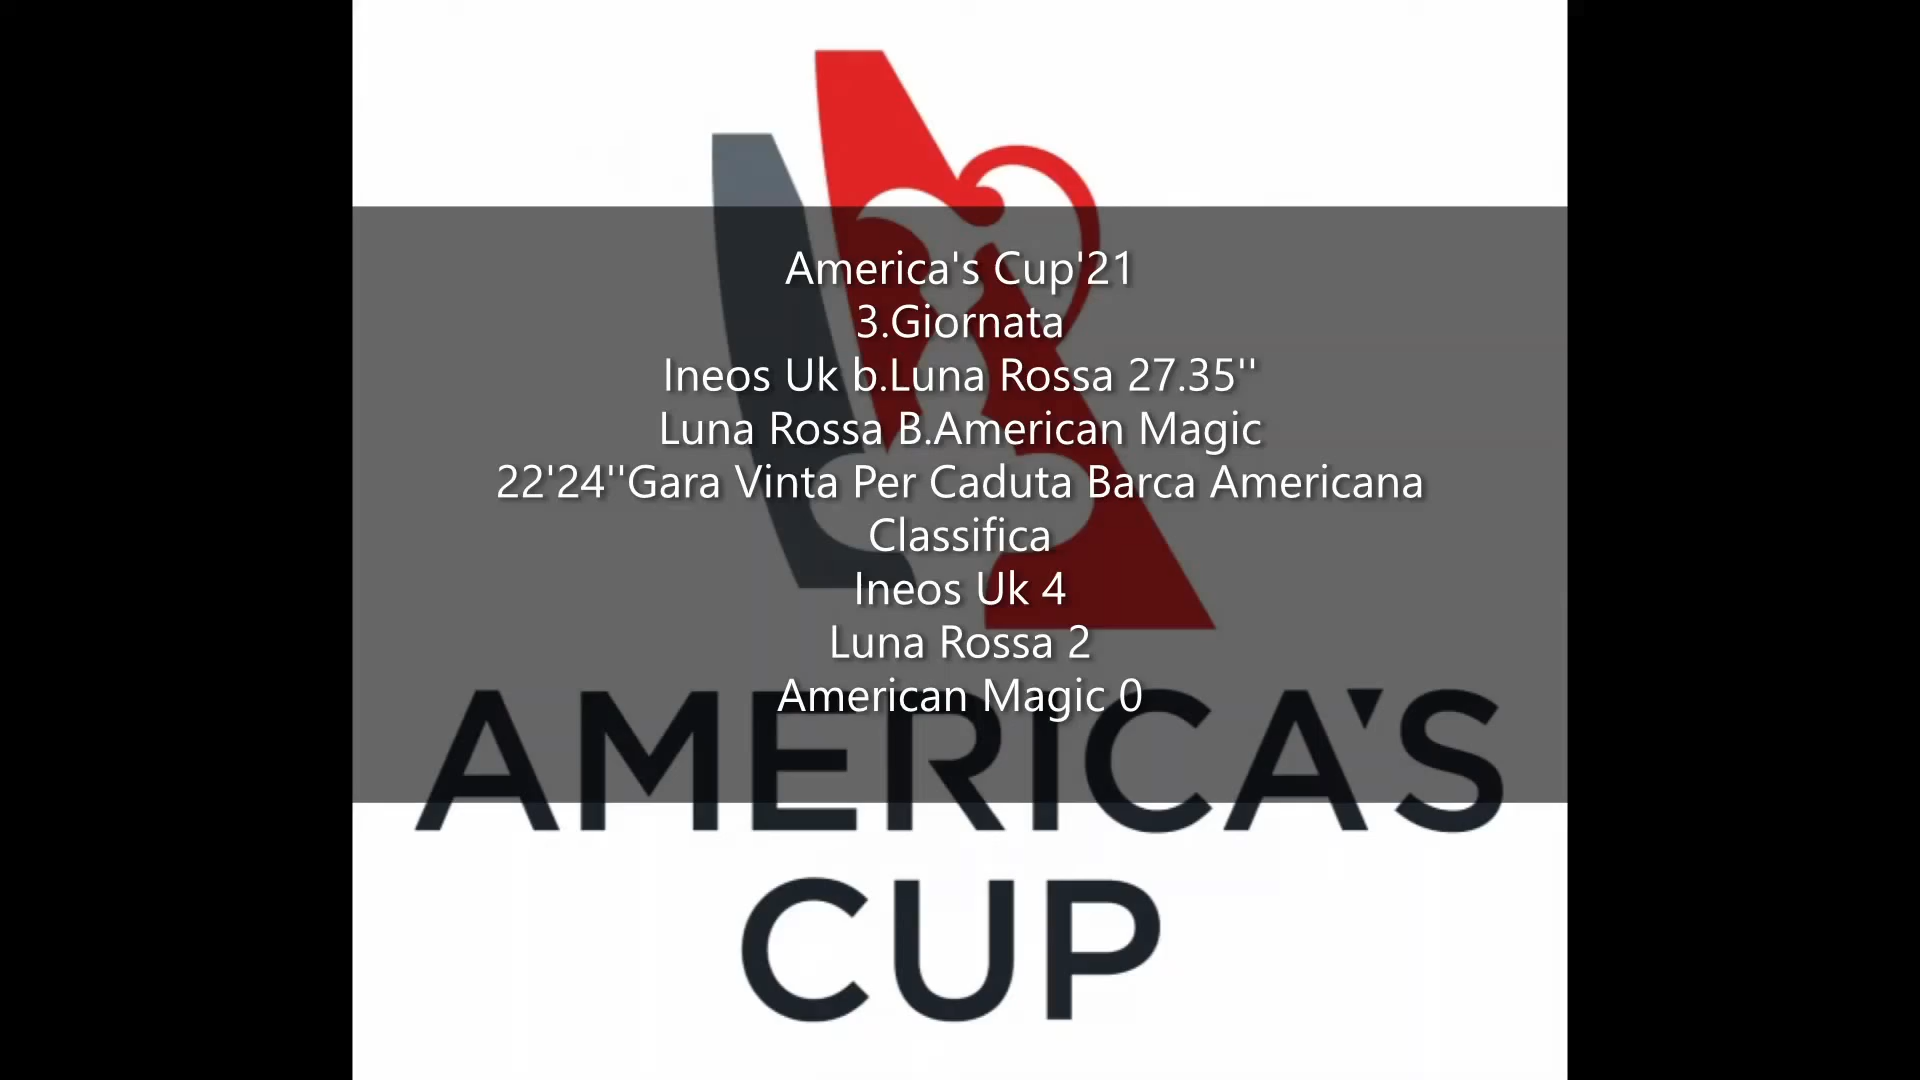 America's Cup'21
3.Giornata
Ineos Uk b.Luna Rossa 27.35''
Luna Rossa B.American Magic
22'24''Gara Vinta Per Caduta Barca Americana
Classifica
Ineos Uk 4
Luna Rossa 2
American Magic 0
AMERICA'S
CUP